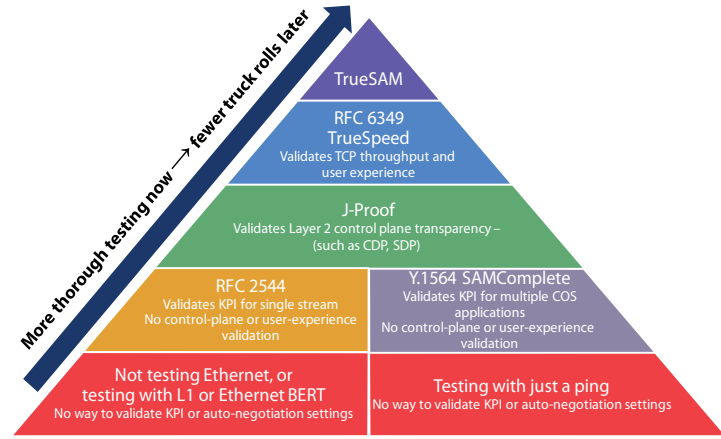 More thorough testing now → fewer truck rolls later
TrueSAM
RFC 6349
TrueSpeed
Validates TCP throughput and
user experience
J-Proof
Validates Layer 2 control plane transparency –
(such as CDP, SDP)
RFC 2544
Validates KPI for single stream
No control-plane or user-experience
validation
Y.1564 SAMComplete
Validates KPI for multiple COS
applications
No control-plane or user-experience
validation
Not testing Ethernet, or
testing with L1 or Ethernet BERT
No way to validate KPI or auto-negotiation settings
Testing with just a ping
No way to validate KPI or auto-negotiation settings